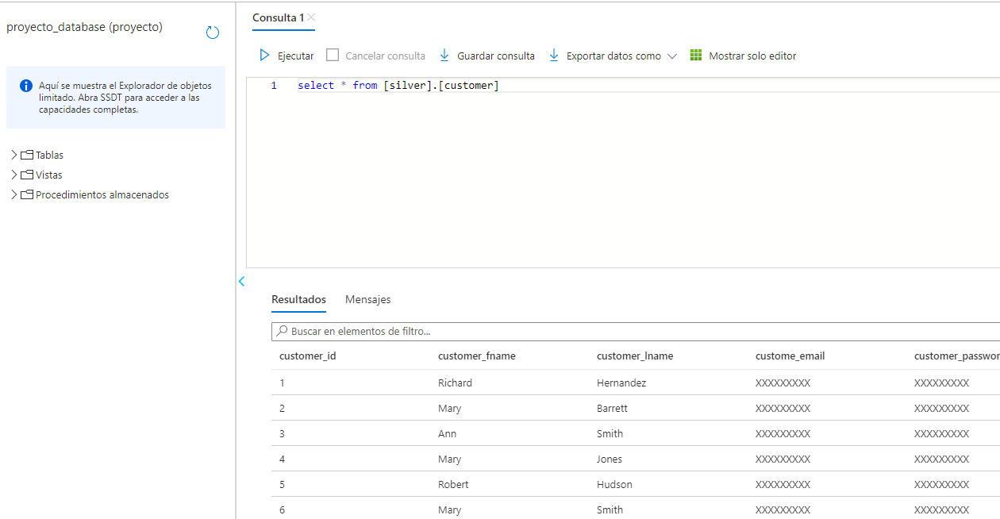 proyecto_database (proyecto)
Aquí se muestra el Explorador de objetos
limitado. Abra SSDT para acceder a las
capacidades completas.
Tablas
Vistas
Procedimientos almacenados
Consulta 1
Ejecutar Cancelar consulta Guardar consulta Exportar datos como Mostrar solo editor
1 select * from [silver].[customer]
Resultados Mensajes
Buscar en elementos de filtro...
customer_id customer_fname customer_lname custome_email customer_passwor
1 Richard Hernandez XXXXXXXXX XXXXXXXXX
2 Mary Barrett XXXXXXXXX XXXXXXXXX
3 Ann Smith XXXXXXXXX XXXXXXXXX
4 Mary Jones XXXXXXXXX XXXXXXXXX
5 Robert Hudson XXXXXXXXX XXXXXXXXX
6 Mary Smith XXXXXXXXX XXXXXXXXX